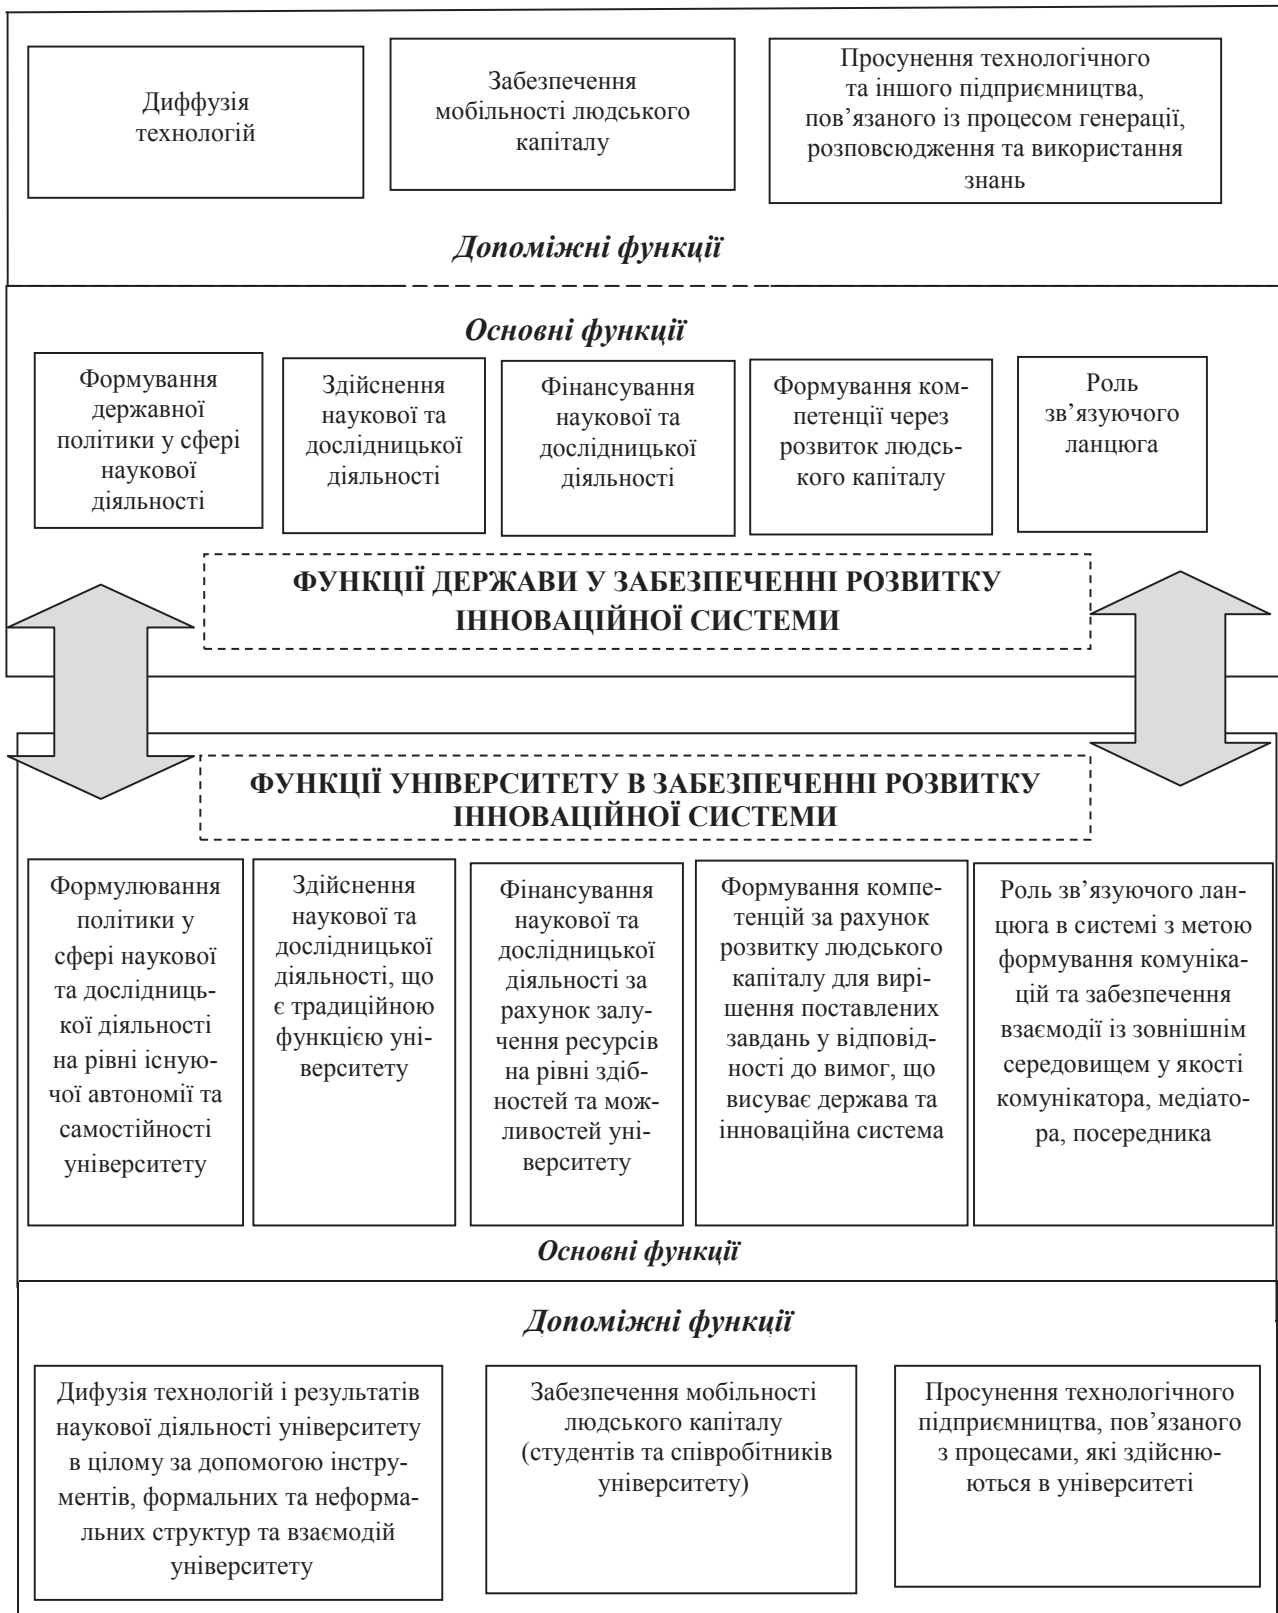 Диффузія
технологій
Забезпечення
мобільності людського
капіталу
Просунення технологічного
та іншого підприємництва,
пов’язаного із процесом генерації,
розповсюдження та використання
знань
Допоміжні функції
Основні функції
Формування
державної
політики у сфері
наукової
діяльності
Здійснення
наукової та
дослідницької
діяльності
Фінансування
наукової та
дослідницької
діяльності
Формування ком-
петенції через
розвиток людсь-
кого капіталу
Роль
зв’язуючого
ланцюга
ФУНКЦІЇ ДЕРЖАВИ У ЗАБЕЗПЕЧЕННІ РОЗВИТКУ
ІННОВАЦІЙНОЇ СИСТЕМИ
ФУНКЦІЇ УНІВЕРСИТЕТУ В ЗАБЕЗПЕЧЕННІ РОЗВИТКУ
ІННОВАЦІЙНОЇ СИСТЕМИ
Формулювання
політики у
сфері наукової
та дослідниць-
кої діяльності
на рівні існую-
чої автономії та
самостійності
університету
Здійснення
наукової та
дослідницької
діяльності, що
є традиційною
функцією уні-
верситету
Фінансування
наукової та
дослідницької
діяльності за
рахунок залу-
чення ресурсів
на рівні здіб-
ностей та мож-
ливостей уні-
верситету
Формування компе-
тенцій за рахунок
розвитку людського
капіталу для вирі-
шення поставлених
завдань у відповід-
ності до вимог, що
висуває держава та
інноваційна система
Роль зв’язуючого лан-
цюга в системі з метою
формування комуніка-
цій та забезпечення
взаємодії із зовнішнім
середовищем у якості
комунікатора, медіато-
ра, посередника
Основні функції
Допоміжні функції
Дифузія технологій і результатів
наукової діяльності університету
в цілому за допомогою інстру-
ментів, формальних та неформа-
льних структур та взаємодій
університету
Забезпечення мобільності
людського капіталу
(студентів та співробітників
університету)
Просунення технологічного
підприємництва, пов’язаного
з процесами, які здійсню-
ються в університеті